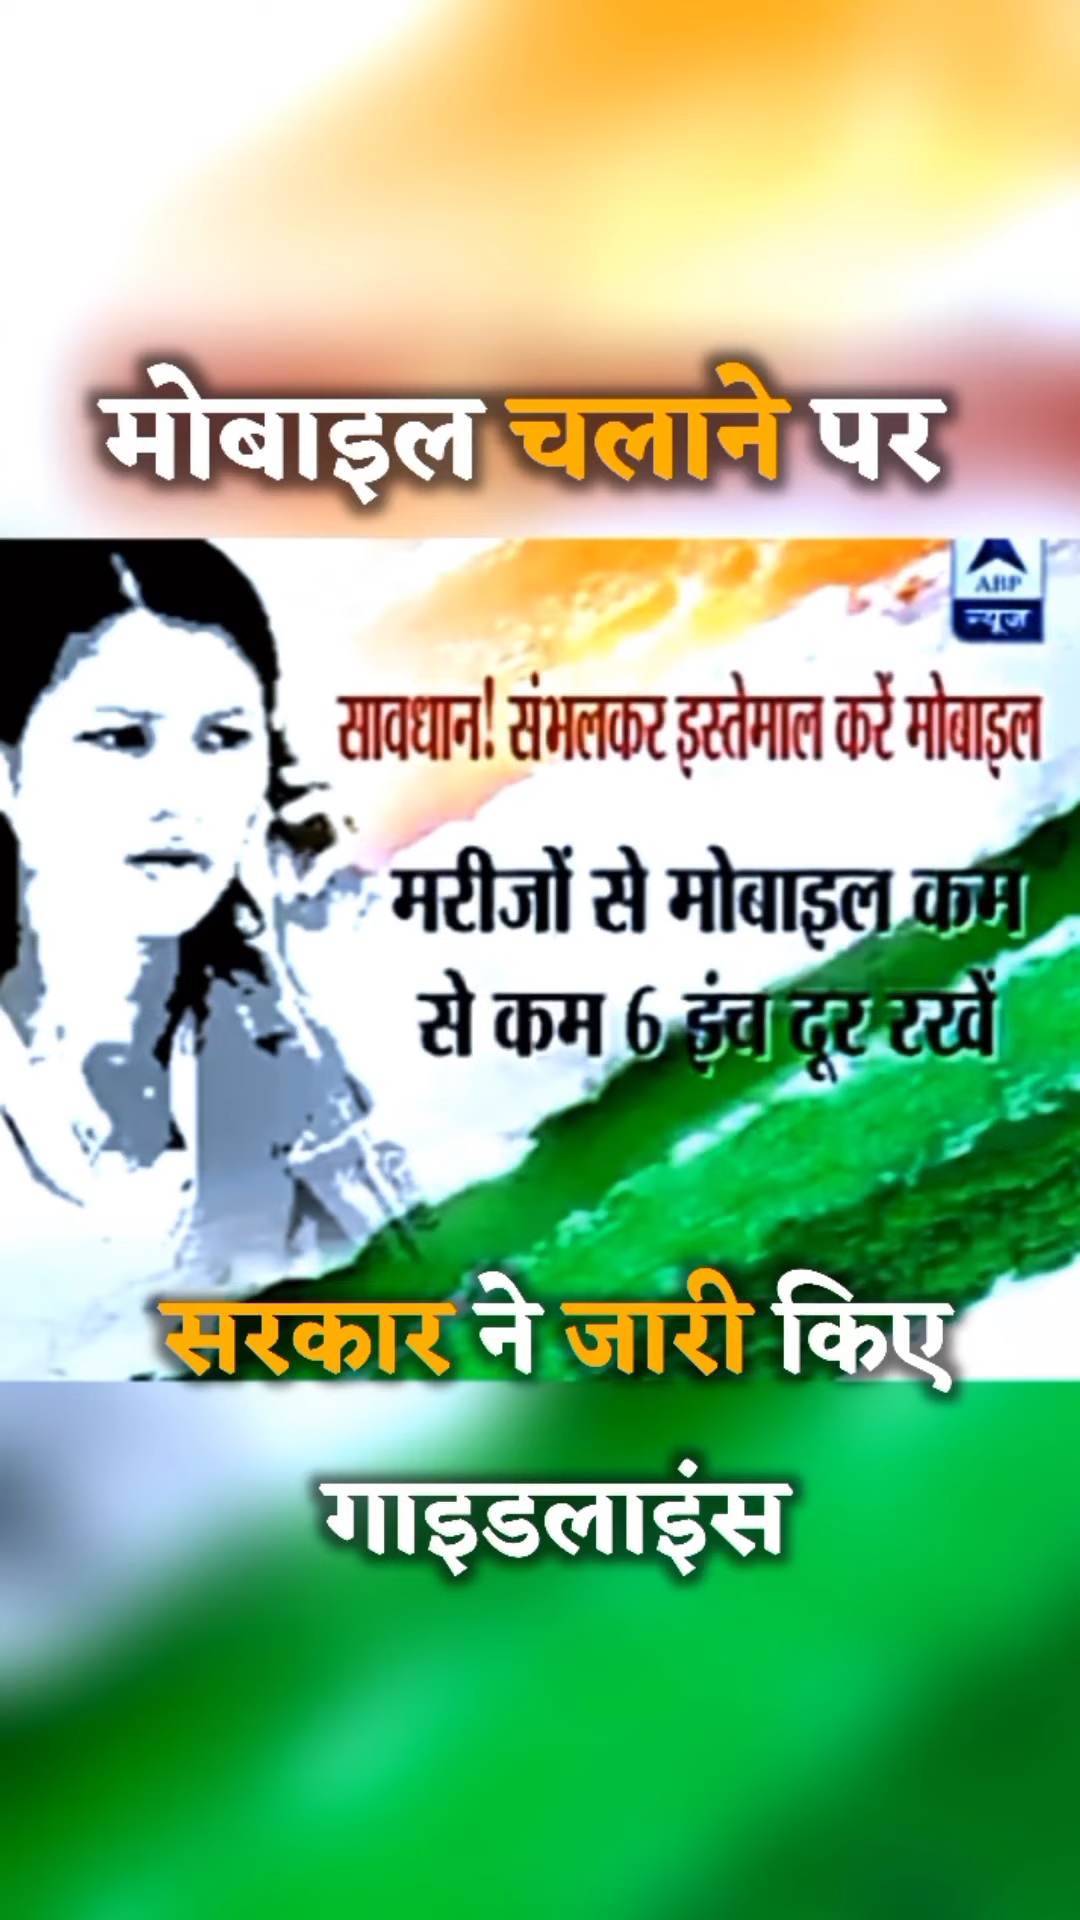 मोबाइल चलाने पर
ABP
न्यूज
सावधान! संभलकर इस्तेमाल करें मोबाइल
मरीजों से मोबाइल कम
से कम 6 इंच दूर रखें
सरकार ने जारी किए
गाइडलाइंस